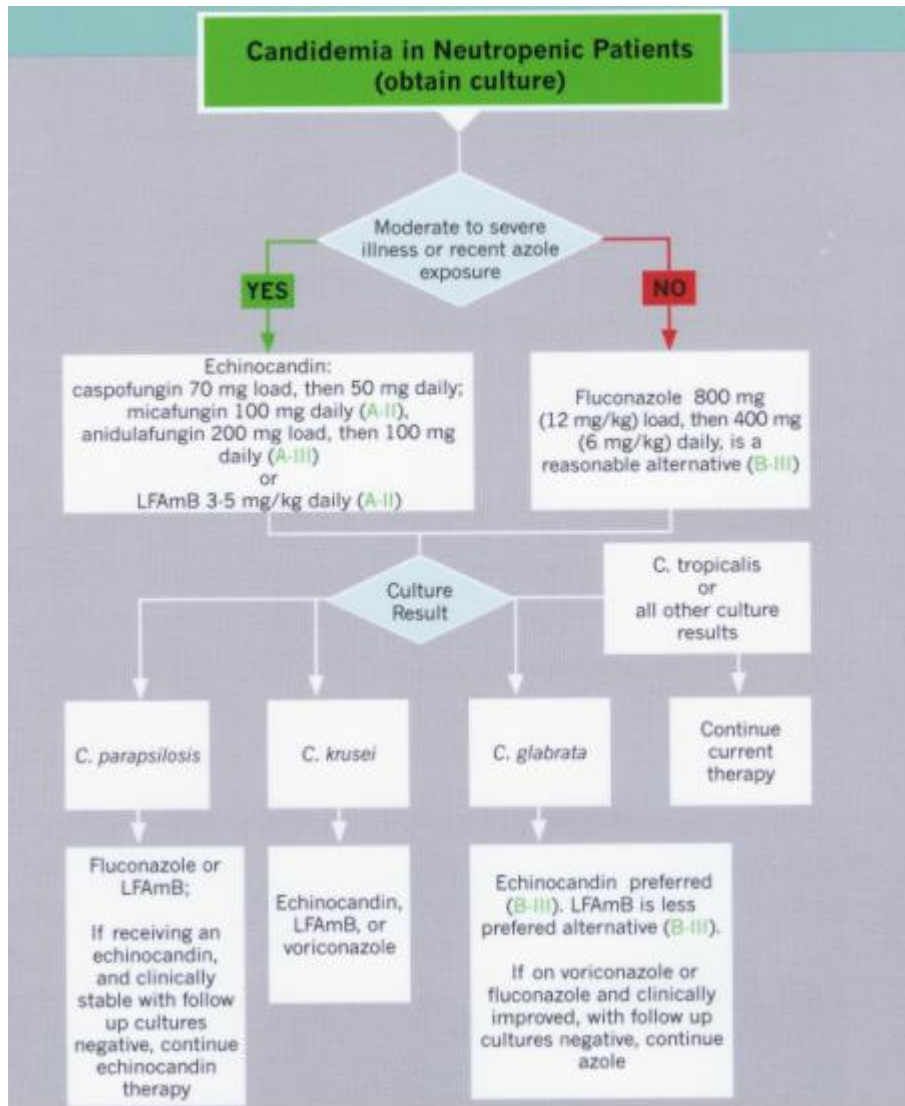 Candidemia in Neutropenic Patients
(obtain culture)
Moderate to severe
illness or recent azole
exposure
YES
NO
Echinocandin:
caspofungin 70 mg load, then 50 mg daily;
micafungin 100 mg daily (A-II),
anidulafungin 200 mg load, then 100 mg
daily (A-III)
or
LFAmB 3-5 mg/kg daily (A-II)
Fluconazole 800 mg
(12 mg/kg) load, then 400 mg
(6 mg/kg) daily, is a
reasonable alternative (B-III)
Culture
Result
C. tropicalis
or
all other culture
results
C. parapsilosis
C. krusei
C. glabrata
Continue
current
therapy
Fluconazole or
LFAmB;
If receiving an
echinocandin,
and clinically
stable with follow
up cultures
negative, continue
echinocandin
therapy
Echinocandin,
LFAmB, or
voriconazole
Echinocandin preferred
(B-III). LFAmB is less
prefered alternative (B-III).
If on voriconazole or
fluconazole and clinically
improved, with follow up
cultures negative, continue
azole